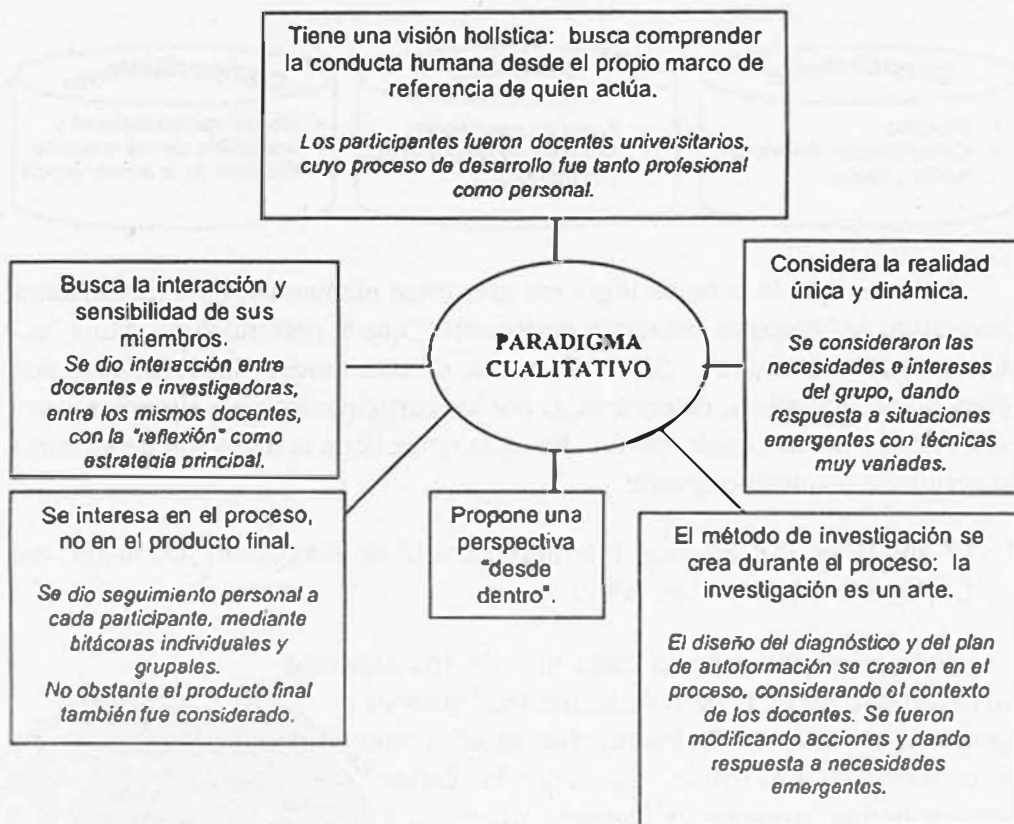 Tiene una visión holística: busca comprender
la conducta humana desde el propio marco de
referencia de quien actúa.
Los participantes fueron docentes universitarios,
cuyo proceso de desarrollo fue tanto profesional
como personal.
Busca la interacción y
sensibilidad de sus
miembros.
Se dio interacción entre
docentes e investigadoras,
entre los mismos docentes,
con la "reflexión" como
estrategia principal.
PARADIGMA
CUALITATIVO
Considera la realidad
única y dinámica.
Se consideraron las
necesidades e intereses
del grupo, dando
respuesta a situaciones
emergentes con técnicas
muy variadas.
Se interesa en el proceso,
no en el producto final.
Se dio seguimiento personal a
cada participante, mediante
bitácoras individuales y
grupales.
No obstante el producto final
también fue considerado.
Propone una
perspectiva
"desde
dentro".
El método de investigación se
crea durante el proceso: la
investigación es un arte.
El diseño del diagnóstico y del plan
de autoformación se crearon en el
proceso, considerando el contexto
de los docentes. Se fueron
modificando acciones y dando
respuesta a necesidades
emergentes.